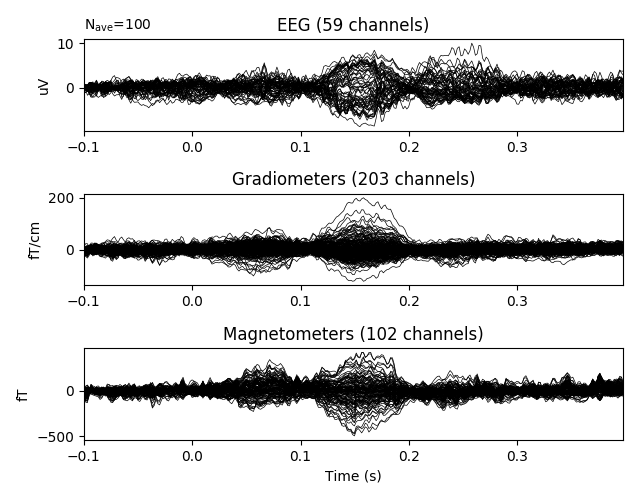 N_ave=100
EEG (59 channels)
10
0
uV
−0.1 0.0 0.1 0.2 0.3
Gradiometers (203 channels)
200
0
fT/cm
−0.1 0.0 0.1 0.2 0.3
Magnetometers (102 channels)
0
−500
fT
−0.1 0.0 0.1 0.2 0.3
Time (s)